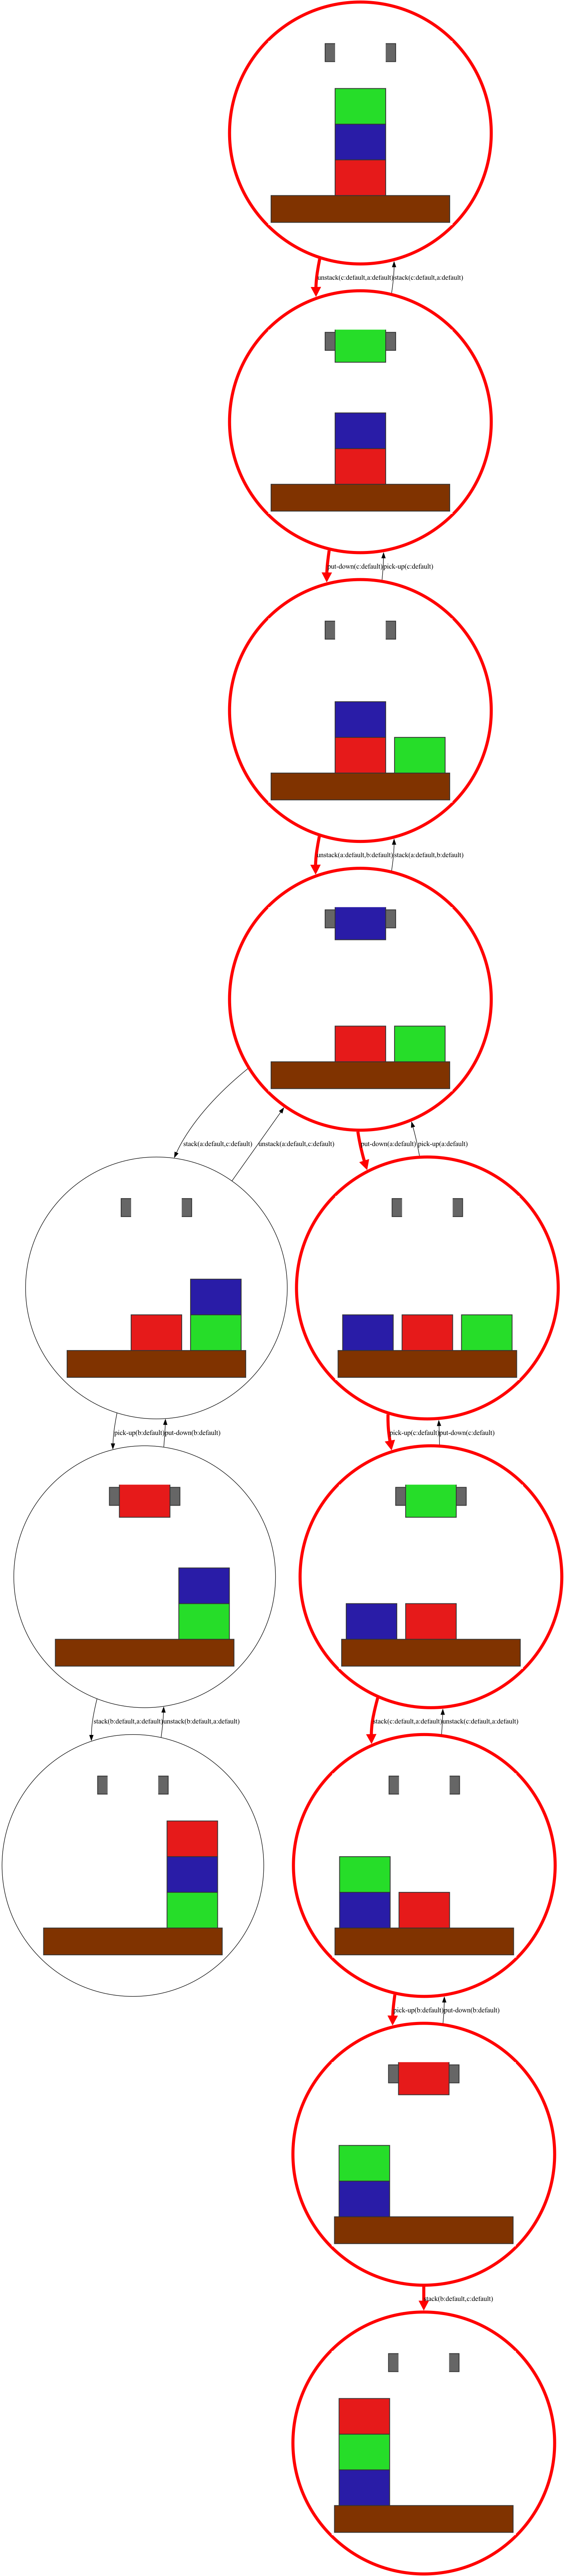 unstack(c:default,a:default) stack(c:default,a:default)
put-down(c:default) pick-up(c:default)
unstack(a:default,b:default) stack(a:default,b:default)
stack(a:default,c:default) unstack(a:default,c:default) put-down(a:default) pick-up(a:default)
pick-up(b:default) put-down(b:default) pick-up(c:default) put-down(c:default)
stack(b:default,a:default) unstack(b:default,a:default) stack(c:default,a:default) unstack(c:default,a:default)
pick-up(b:default) put-down(b:default)
stack(b:default,c:default)